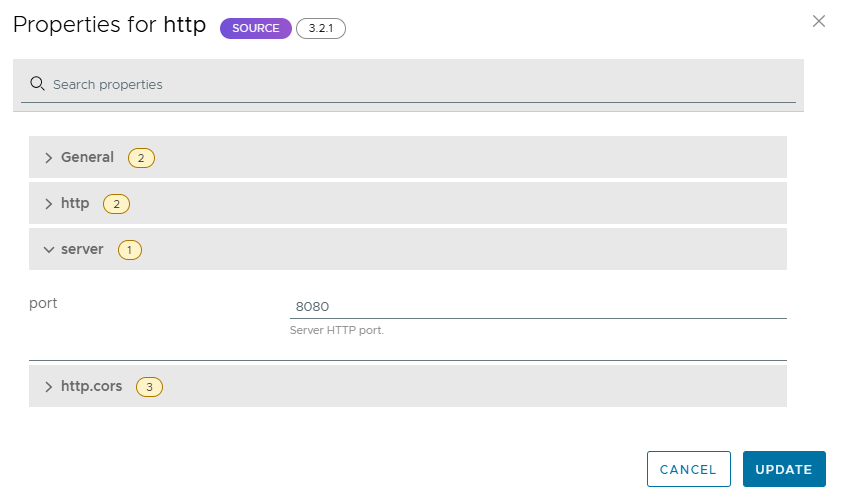 Properties for http SOURCE 3.2.1
Search properties
General 2
http 2
server 1
port 8080
Server HTTP port.
http.cors 3
CANCEL UPDATE